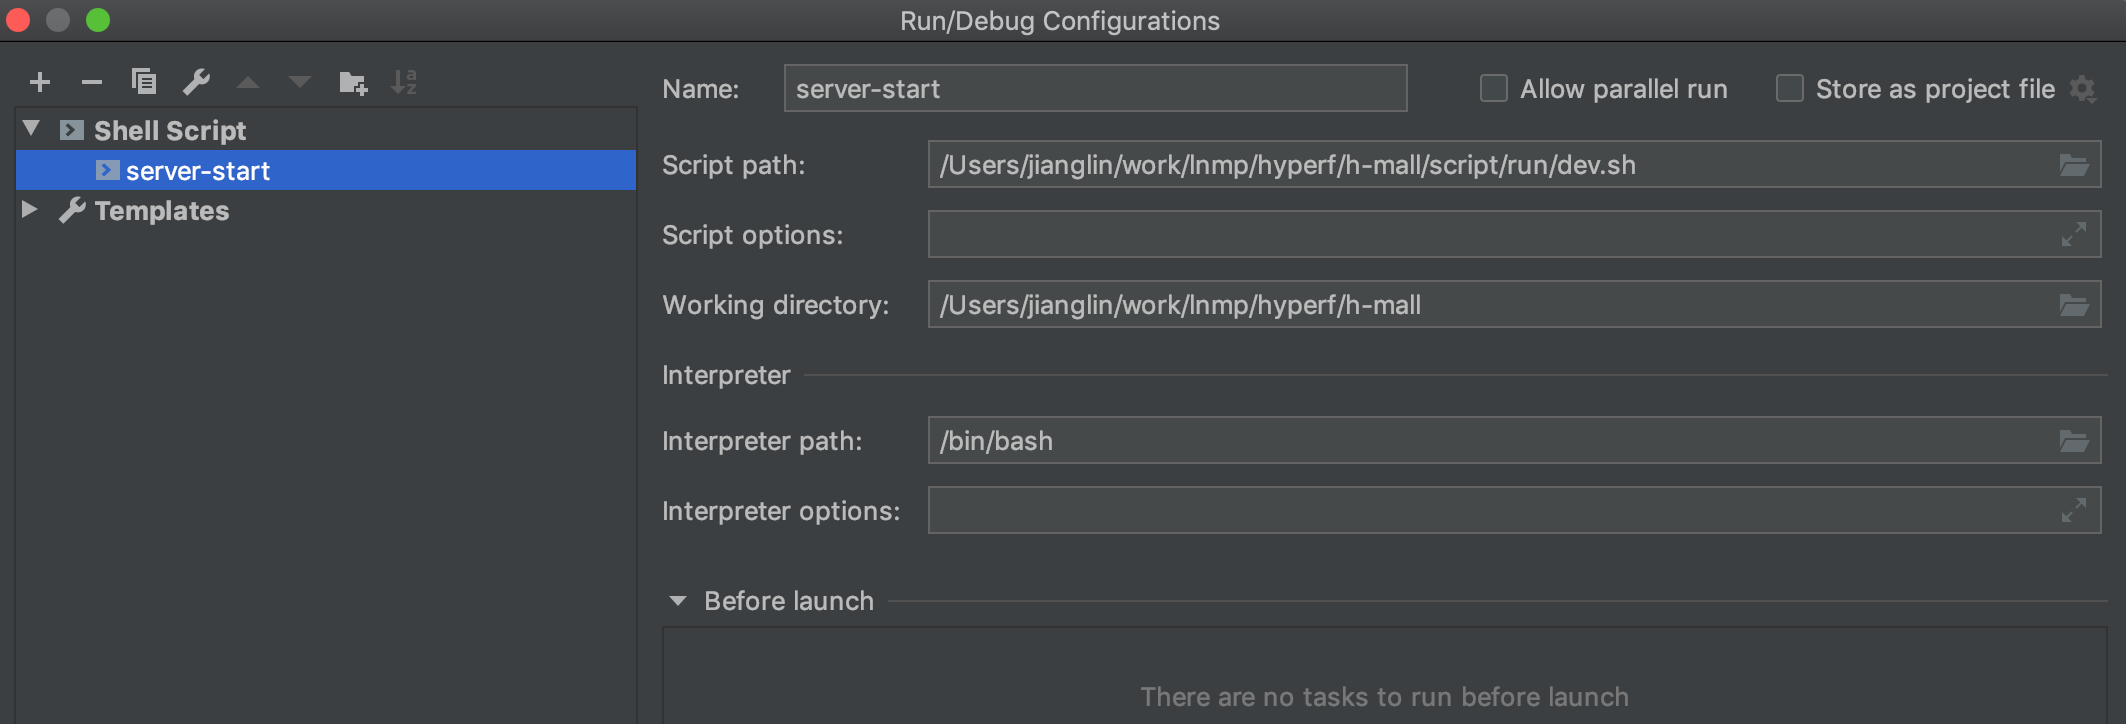 Run/Debug Configurations
Shell Script
server-start
Templates
Name: server-start Allow parallel run Store as project file
Script path: /Users/jianglin/work/lnmp/hyperf/h-mall/script/run/dev.sh
Script options:
Working directory: /Users/jianglin/work/lnmp/hyperf/h-mall
Interpreter
Interpreter path: /bin/bash
Interpreter options:
Before launch
There are no tasks to run before launch